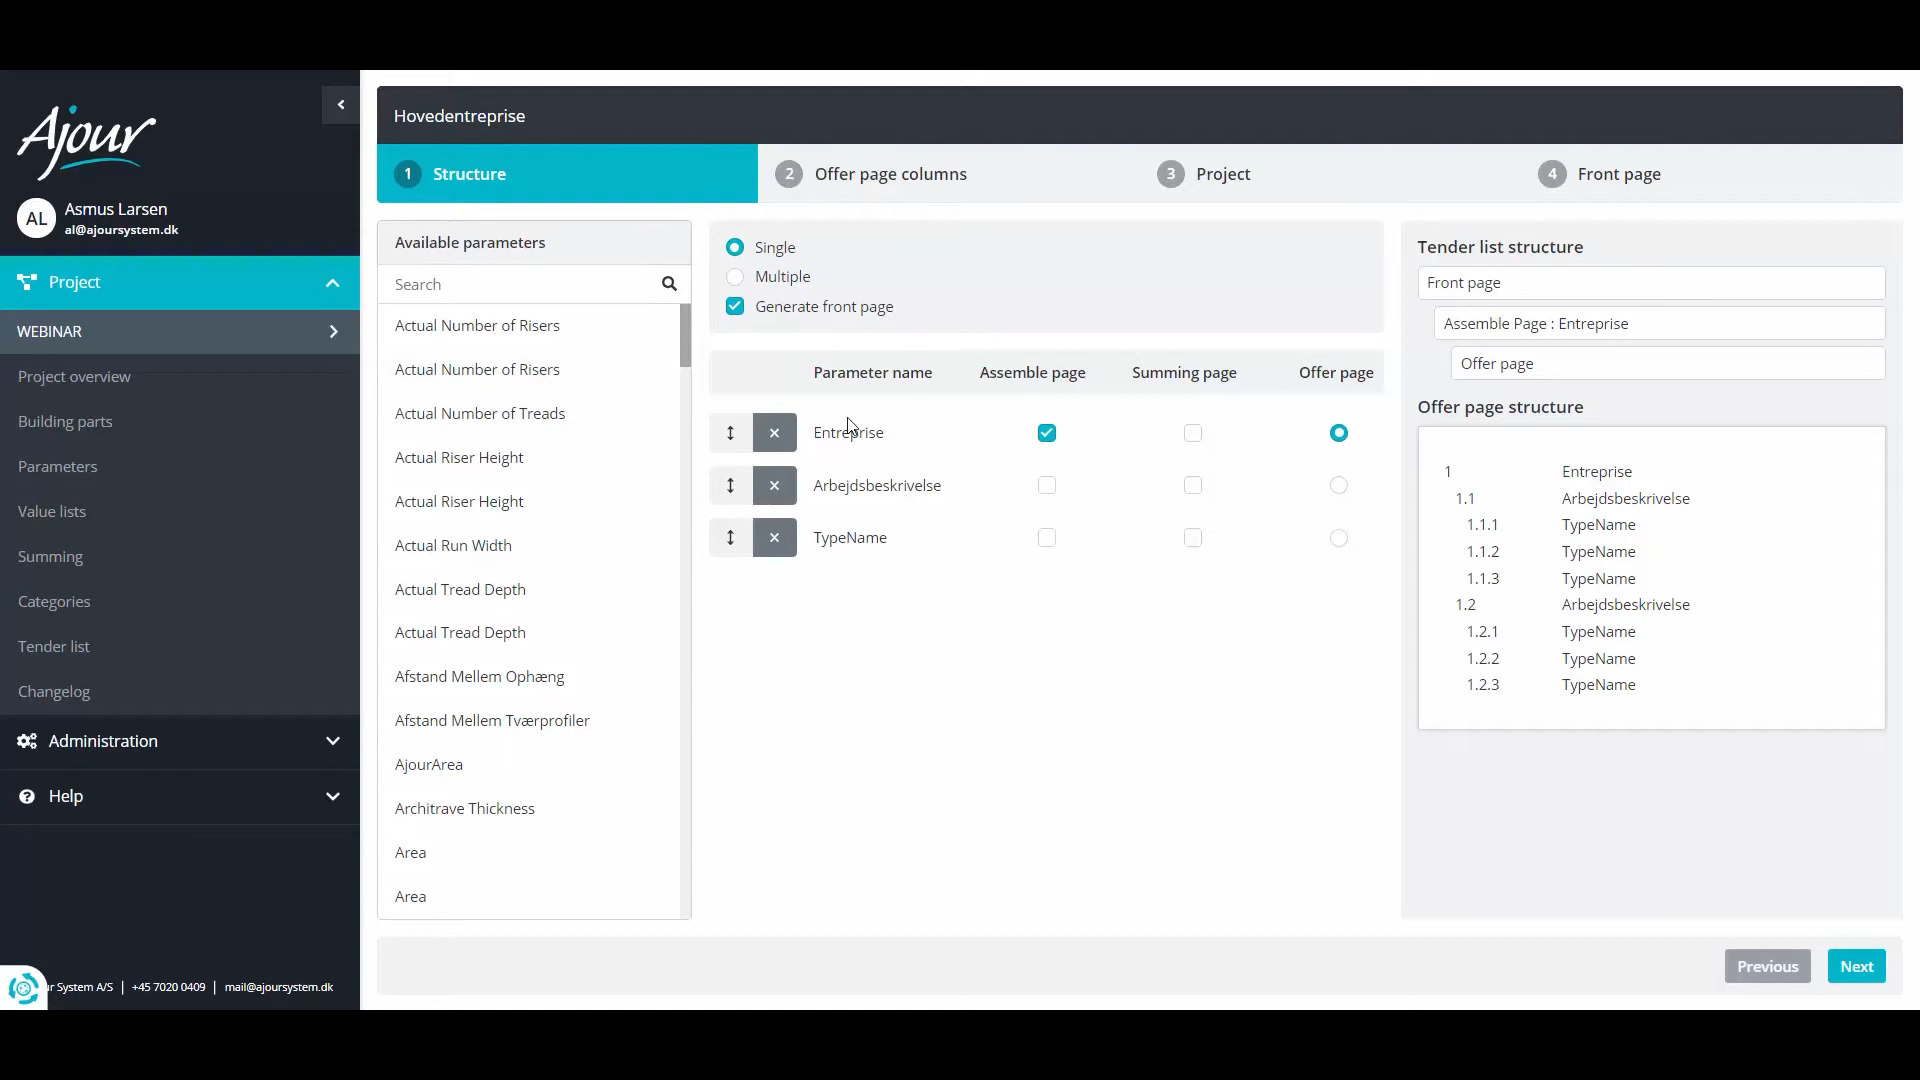 Ajour
AL
Asmus Larsen
al@ajoursystem.dk
Project
WEBINAR
Project overview
Building parts
Parameters
Value lists
Summing
Categories
Tender list
Changelog
Administration
Help
ur System A/S | +45 7020 0409 | mail@ajoursystem.dk
Hovedentreprise
1 Structure
2 Offer page columns
3 Project
4 Front page
Available parameters
Search
Actual Number of Risers
Actual Number of Risers
Actual Number of Treads
Actual Riser Height
Actual Riser Height
Actual Run Width
Actual Tread Depth
Actual Tread Depth
Afstand Mellem Ophæng
Afstand Mellem Tværprofiler
AjourArea
Architrave Thickness
Area
Area
Single
Multiple
Generate front page
Parameter name Assemble page Summing page Offer page
Entreprise
Arbejdsbeskrivelse
TypeName
Tender list structure
Front page
Assemble Page : Entreprise
Offer page
Offer page structure
1 Entreprise
1.1 Arbejdsbeskrivelse
1.1.1 TypeName
1.1.2 TypeName
1.1.3 TypeName
1.2 Arbejdsbeskrivelse
1.2.1 TypeName
1.2.2 TypeName
1.2.3 TypeName
Previous
Next